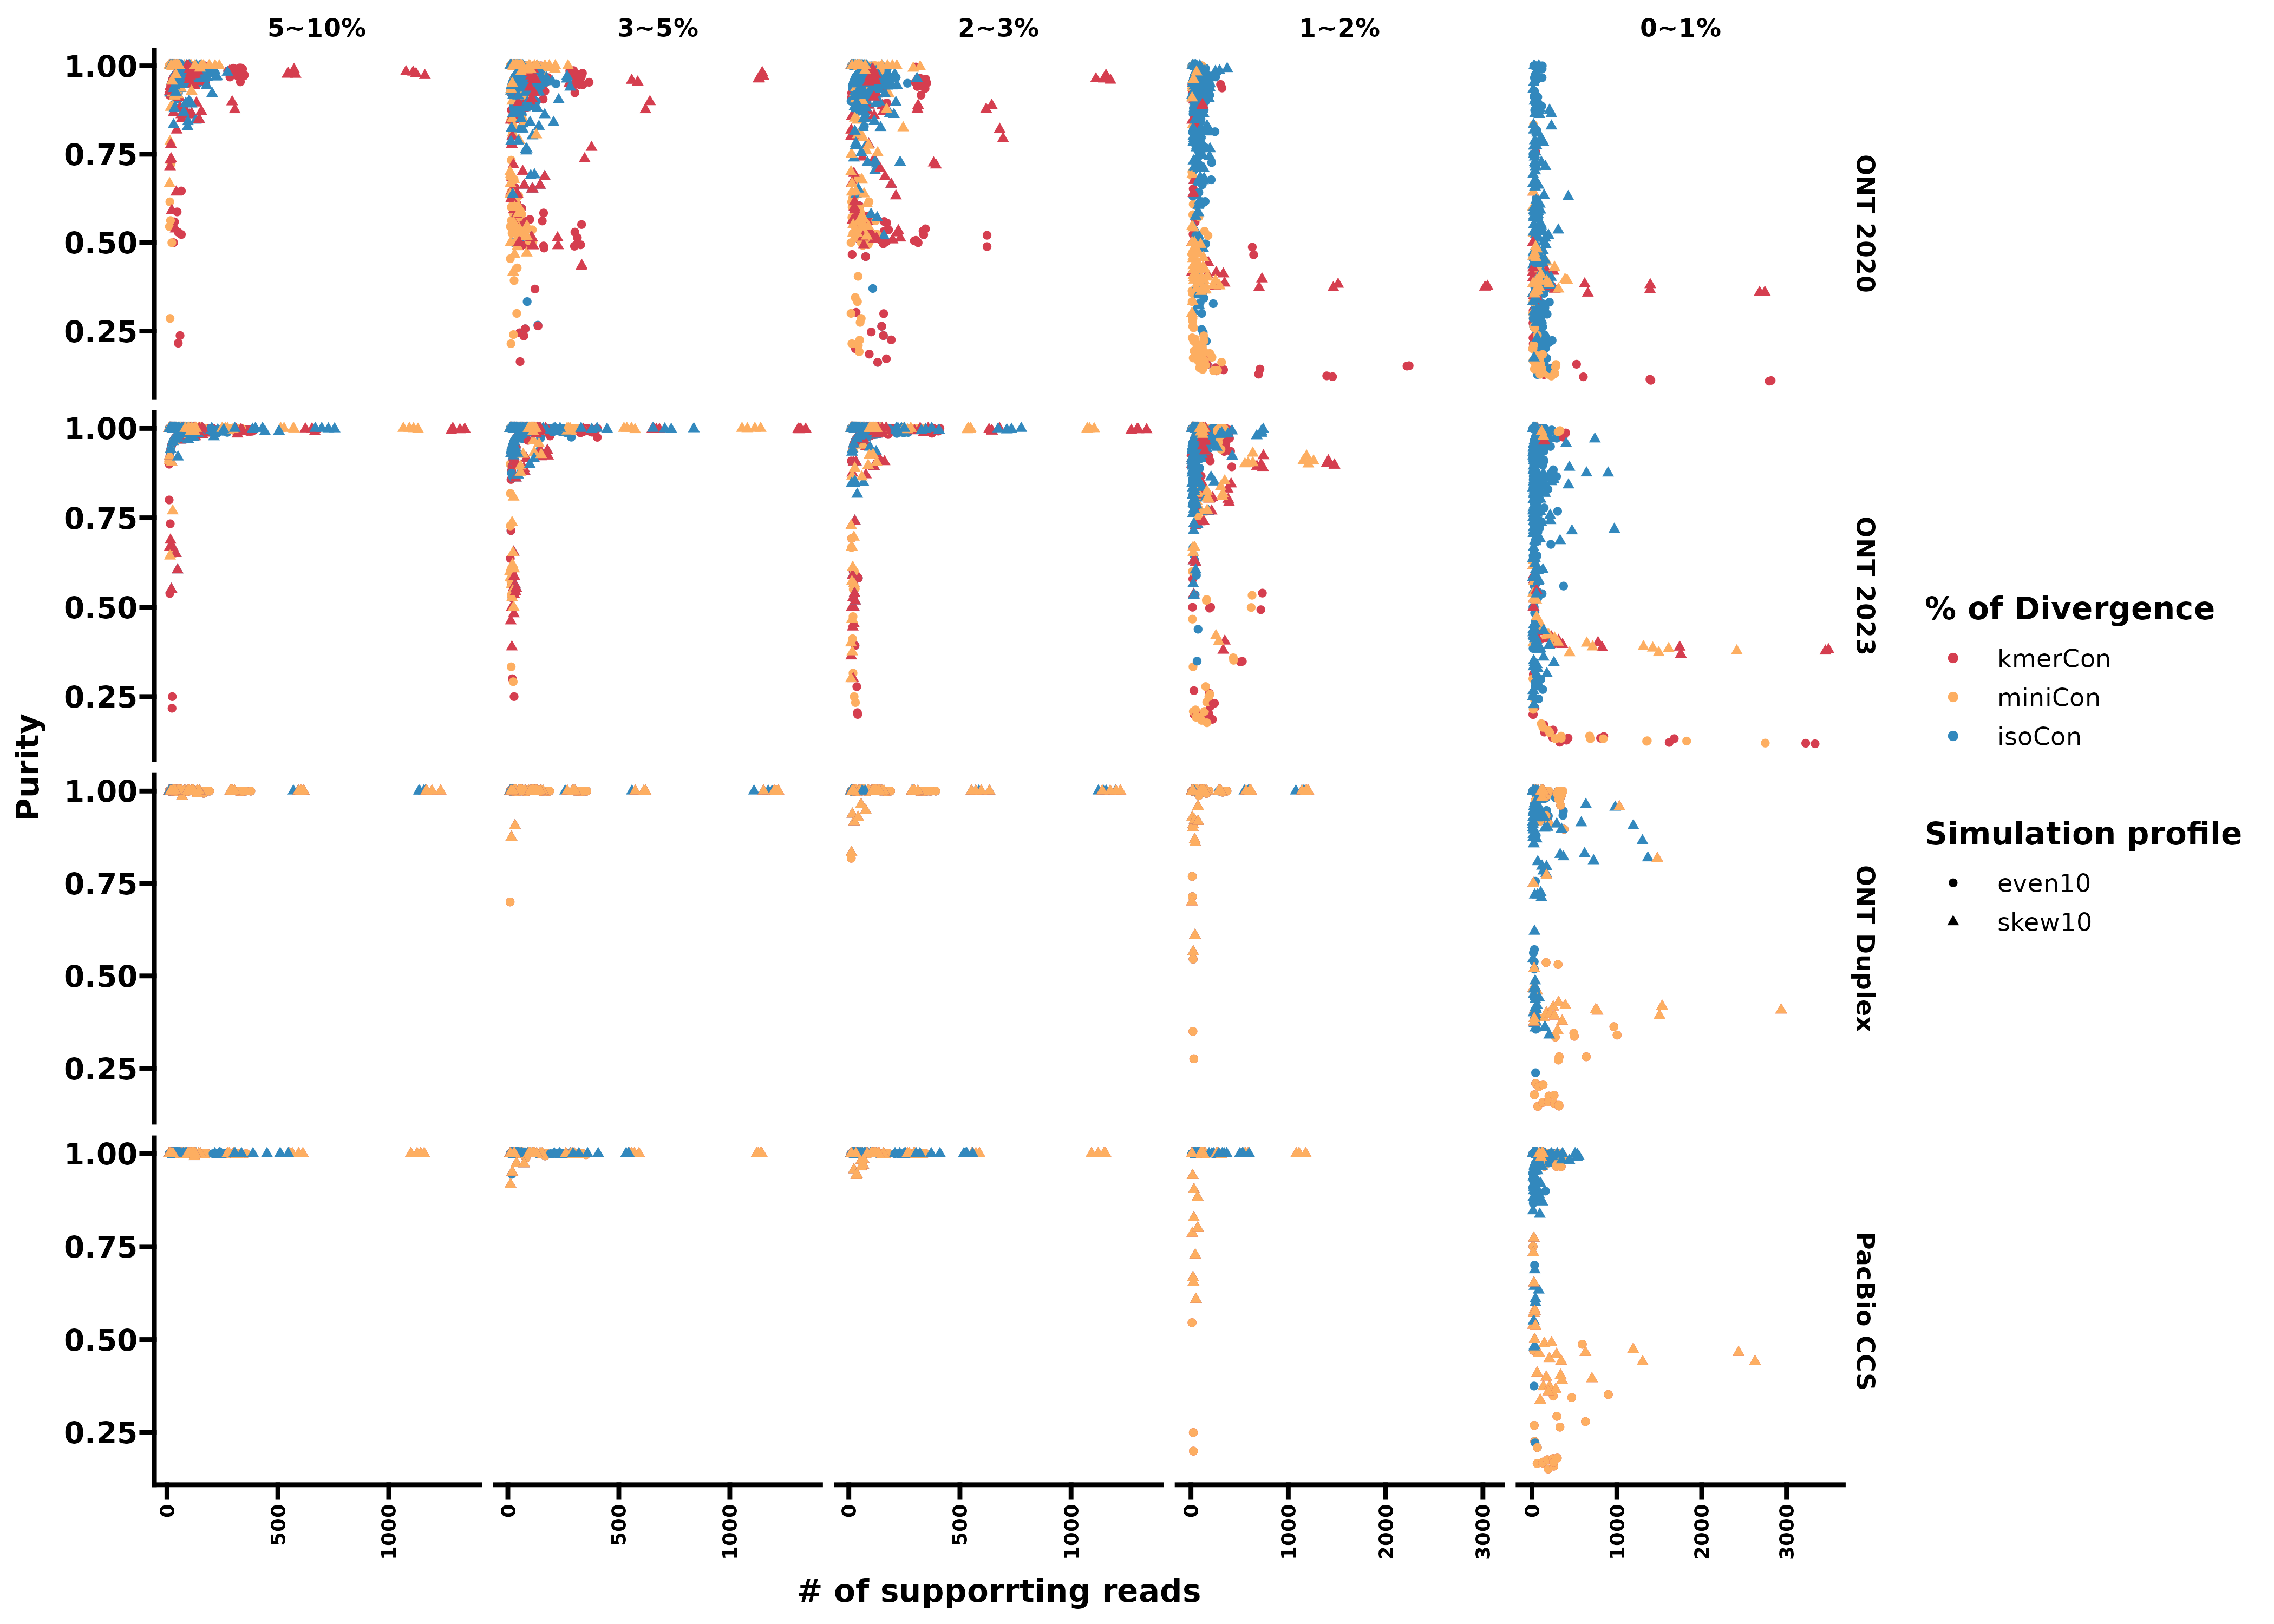 5~10% 3~5% 2~3% 1~2% 0~1%
1.00
0.75
0.50
0.25
ONT 2020
1.00
0.75
0.50
0.25
ONT 2023
1.00
0.75
0.50
0.25
ONT Duplex
1.00
0.75
0.50
0.25
PacBio CCS
Purity
0 500 1000 0 500 1000 0 500 1000 0 1000 2000 3000 0 1000 2000 3000
# of supporrting reads
% of Divergence
kmerCon
miniCon
isoCon
Simulation profile
even10
skew10